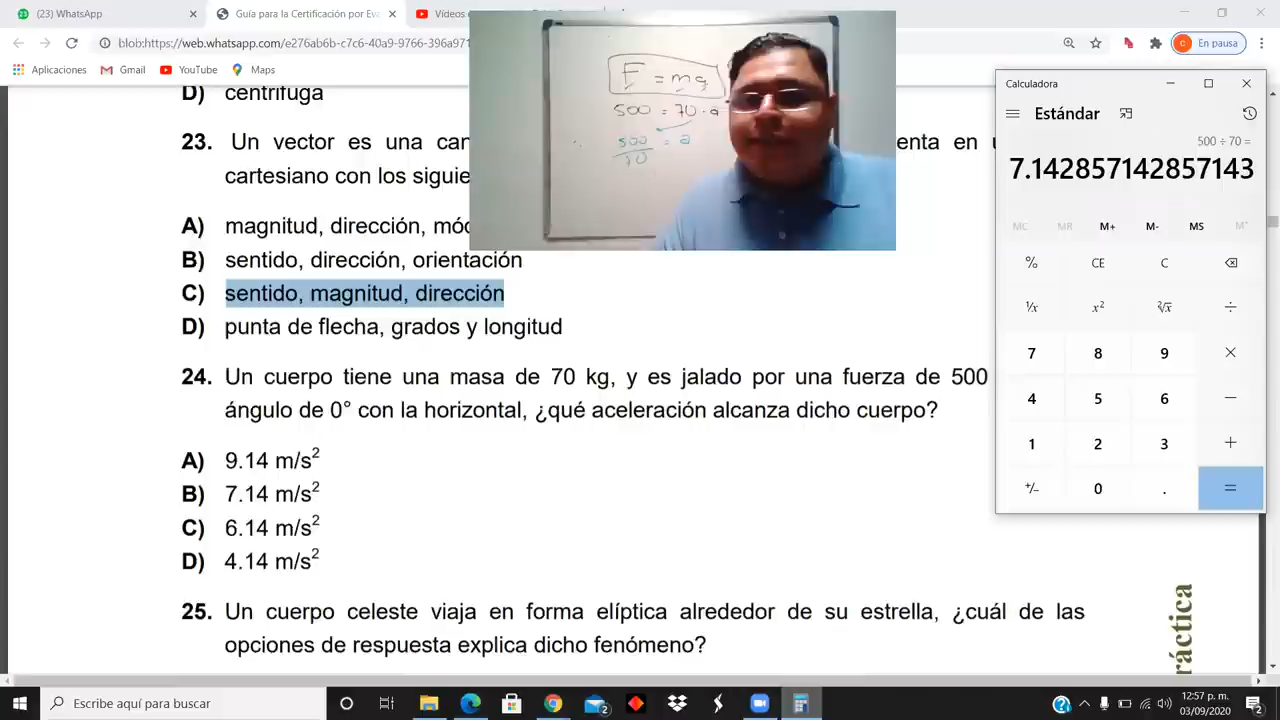 (23) WhatsApp
Guía para la Certificación por Eva
Vídeos
blob:https://web.whatsapp.com/e276ab6b-c7c6-40a9-9766-396a971
En pausa
Aplicaciones
Gmail
YouTube
Maps
D) centrífuga
23. Un vector es una can
enta en u
cartesiano con los siguie
A) magnitud, dirección, mód
B) sentido, dirección, orientación
C) sentido, magnitud, dirección
D) punta de flecha, grados y longitud
24. Un cuerpo tiene una masa de 70 kg, y es jalado por una fuerza de 500
ángulo de 0° con la horizontal, ¿qué aceleración alcanza dicho cuerpo?
A) 9.14 m/s²
B) 7.14 m/s²
C) 6.14 m/s²
D) 4.14 m/s²
25. Un cuerpo celeste viaja en forma elíptica alrededor de su estrella, ¿cuál de las
opciones de respuesta explica dicho fenómeno?
ráctica
F = ma
500 = 70 · a
500 = a
70
Calculadora
Estándar
500 ÷ 70 =
7.142857142857143
MC MR M+ M- MS M˅
% CE C
¹/x x² ²√x ÷
7 8 9 ×
4 5 6 −
1 2 3 +
+/− 0 . =
Escribe aquí para buscar
2
12:57 p. m.
03/09/2020